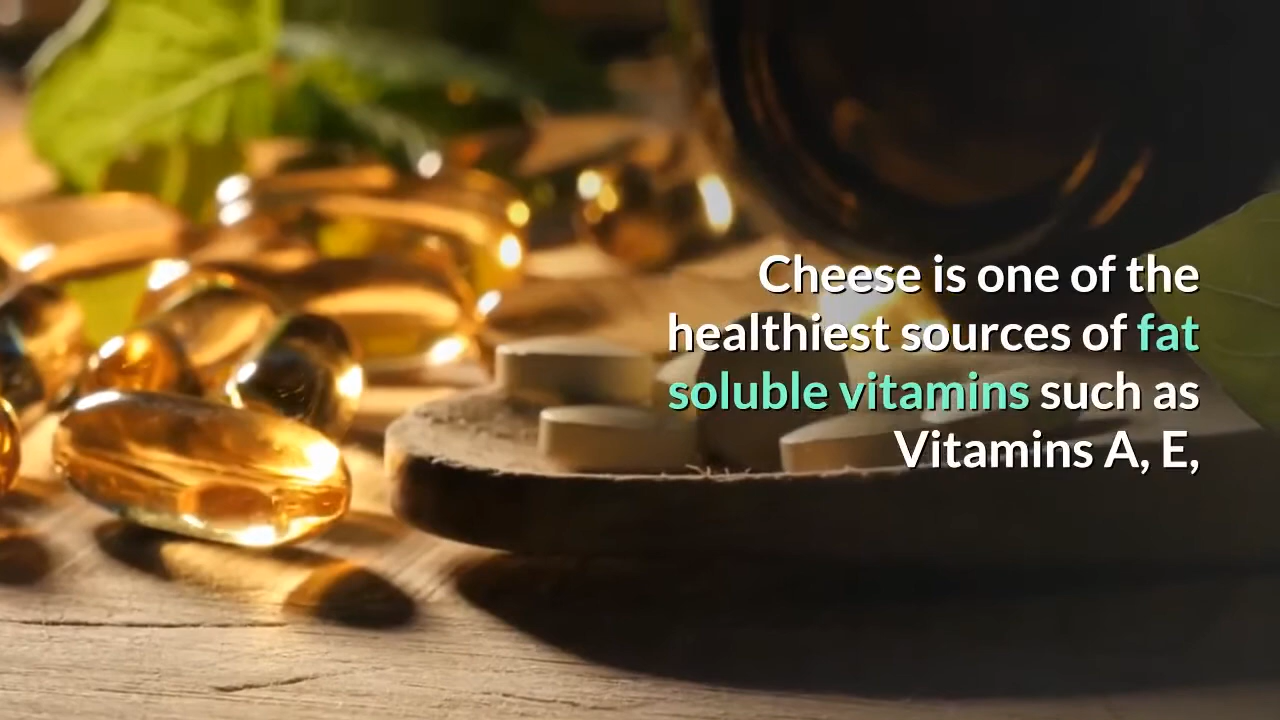 Cheese is one of the
healthiest sources of fat
soluble vitamins such as
Vitamins A, E,